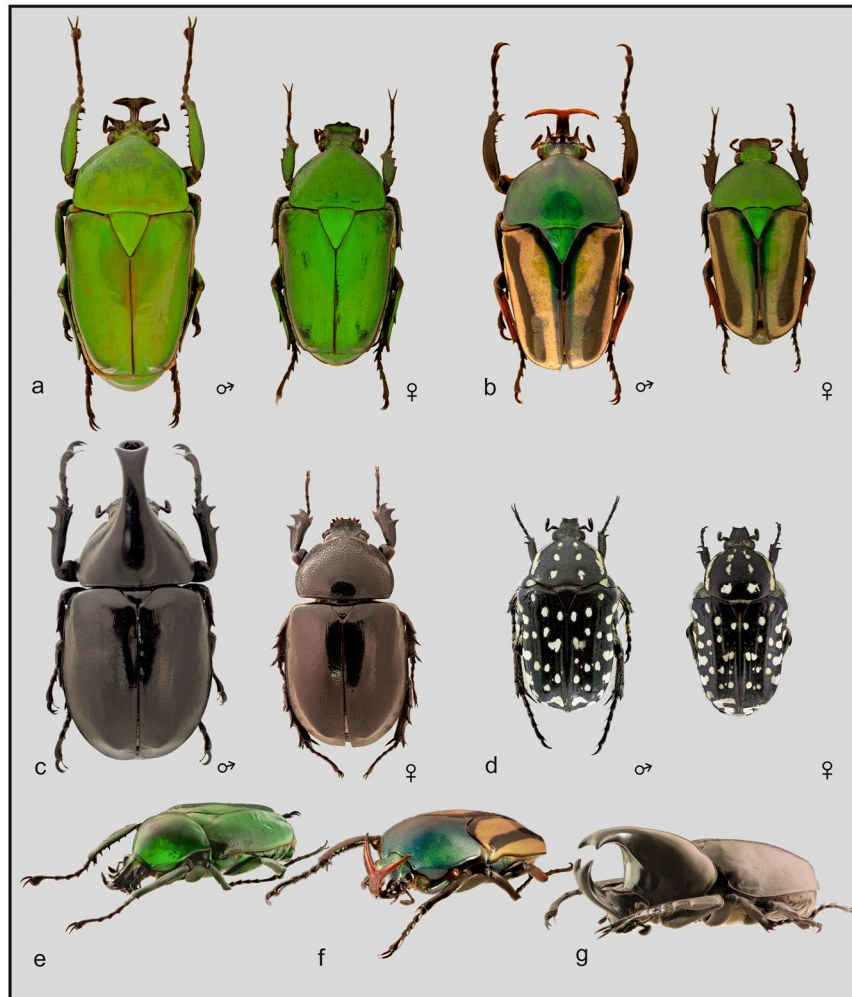 a ♂ ♀ b ♂ ♀
c ♂ ♀ d ♂ ♀
e f g